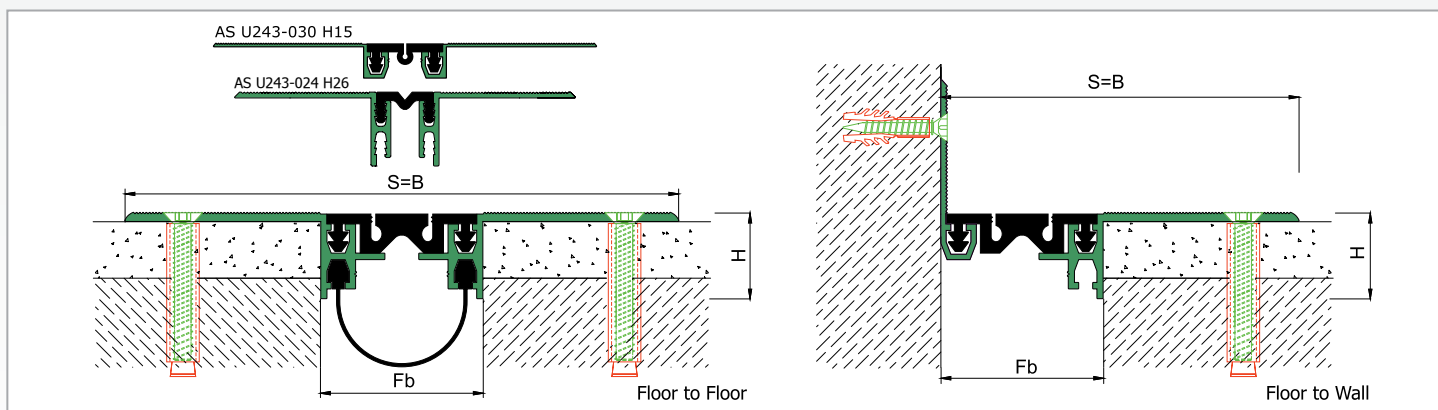 AS U243-030 H15
AS U243-024 H26
S=B
H
Fb
Floor to Floor
S=B
H
Fb
Floor to Wall